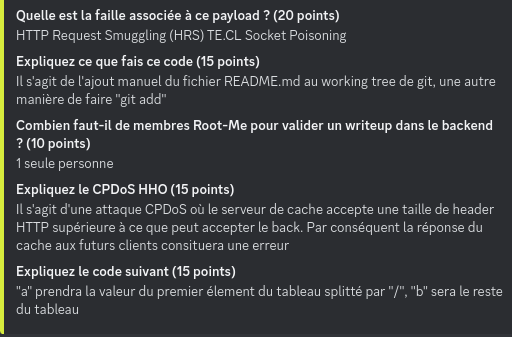 Quelle est la faille associée à ce payload ? (20 points)
HTTP Request Smuggling (HRS) TE.CL Socket Poisoning
Expliquez ce que fais ce code (15 points)
Il s'agit de l'ajout manuel du fichier README.md au working tree de git, une autre
manière de faire "git add"
Combien faut-il de membres Root-Me pour valider un writeup dans le backend
? (10 points)
1 seule personne
Expliquez le CPDoS HHO (15 points)
Il s'agit d'une attaque CPDoS où le serveur de cache accepte une taille de header
HTTP supérieure à ce que peut accepter le back. Par conséquent la réponse du
cache aux futurs clients consituera une erreur
Expliquez le code suivant (15 points)
"a" prendra la valeur du premier élement du tableau splitté par "/", "b" sera le reste
du tableau